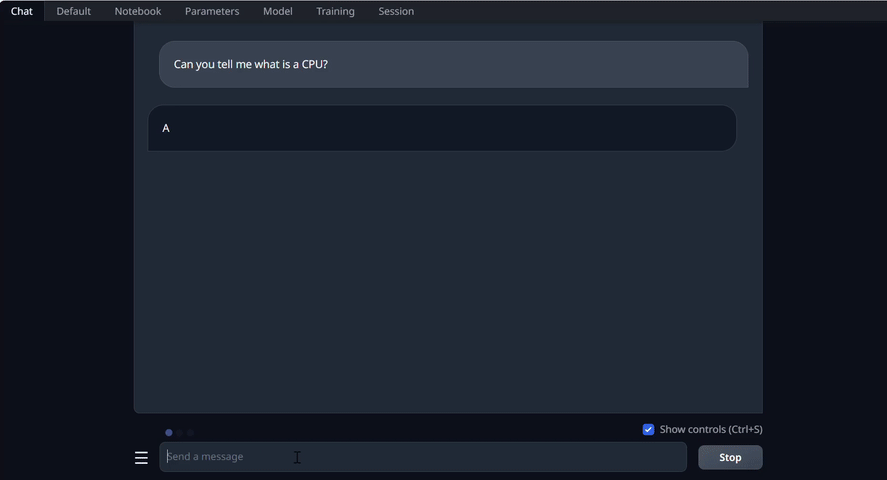 Chat Default Notebook Parameters Model Training Session
Can you tell me what is a CPU?
A
Show controls (Ctrl+S)
Send a message
Stop